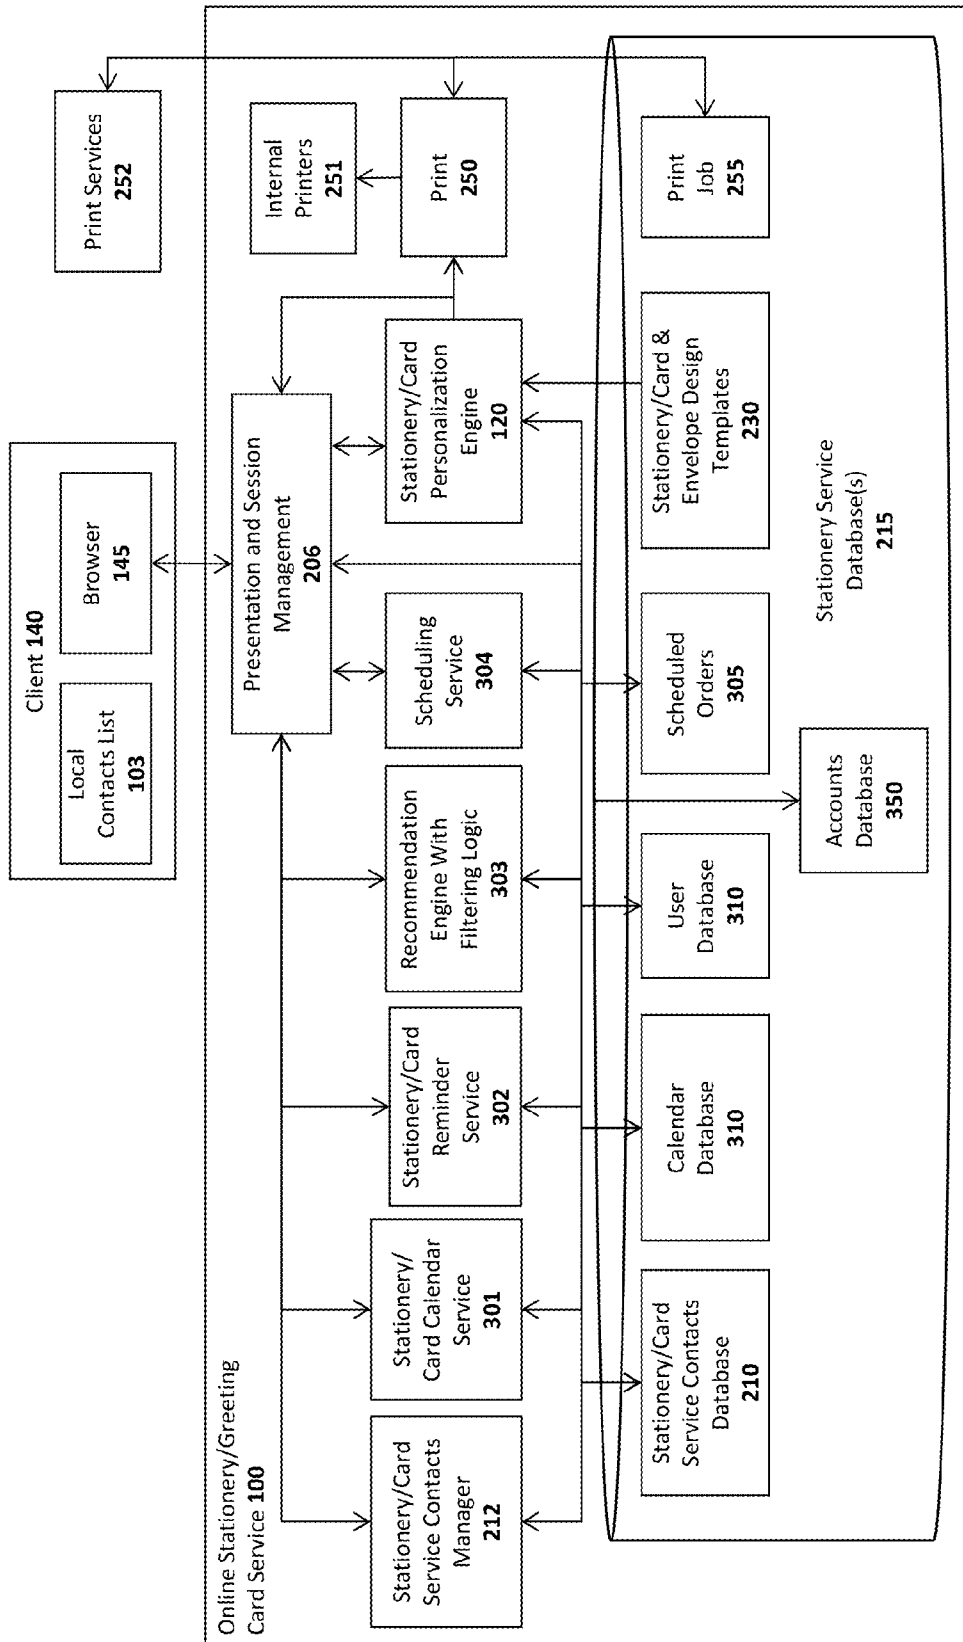 Client 140
Local
Contacts List
103
Browser
145
Print Services
252
Online Stationery/Greeting
Card Service 100
Presentation and Session
Management
206
Internal
Printers
251
Stationery/Card
Service Contacts
Manager
212
Stationery/
Card Calendar
Service
301
Stationery/Card
Reminder
Service
302
Recommendation
Engine With
Filtering Logic
303
Scheduling
Service
304
Stationery/Card
Personalization
Engine
120
Print
250
Stationery/Card
Service Contacts
Database
210
Calendar
Database
310
User
Database
310
Scheduled
Orders
305
Stationery/Card &
Envelope Design
Templates
230
Print
Job
255
Accounts
Database
350
Stationery Service
Database(s)
215